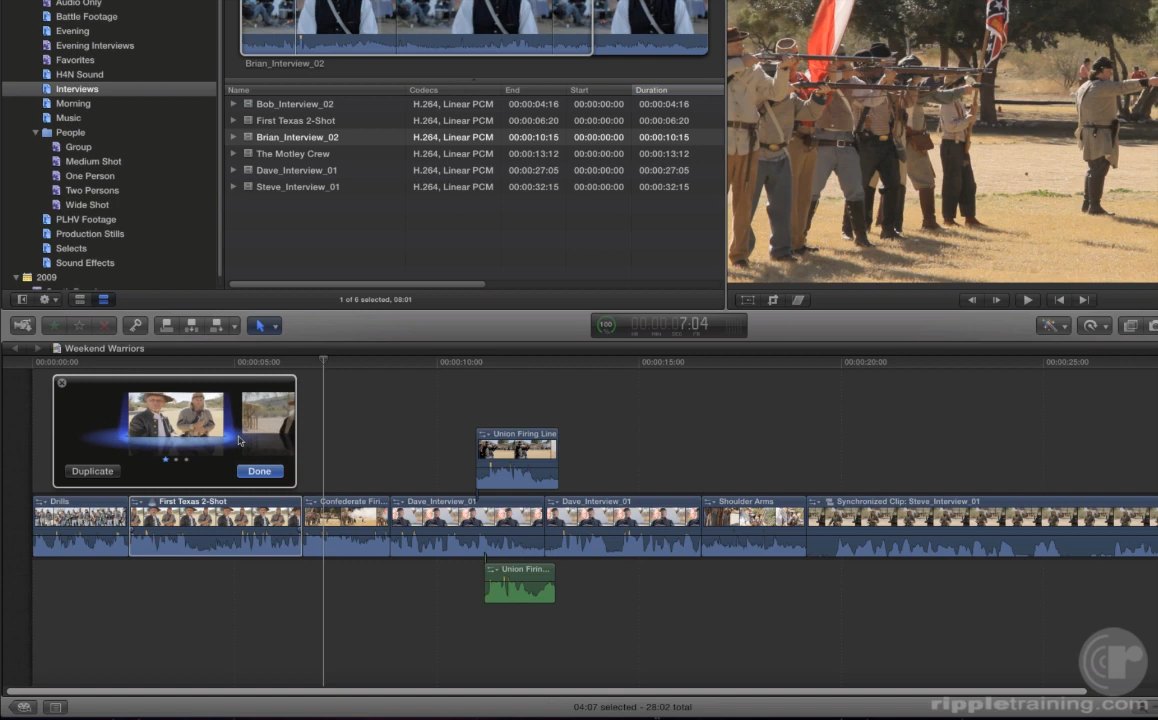 Audio Only
Battle Footage
Evening
Evening Interviews
Favorites
H4N Sound
Interviews
Morning
Music
People
Group
Medium Shot
One Person
Two Persons
Wide Shot
PLHV Footage
Production Stills
Selects
Sound Effects
2009
Brian_Interview_02
Name Codecs End Start Duration
Bob_Interview_02 H.264, Linear PCM 00:00:04:16 00:00:00:00 00:00:04:16
First Texas 2-Shot H.264, Linear PCM 00:00:06:20 00:00:00:00 00:00:06:20
Brian_Interview_02 H.264, Linear PCM 00:00:10:15 00:00:00:00 00:00:10:15
The Motley Crew H.264, Linear PCM 00:00:13:12 00:00:00:00 00:00:13:12
Dave_Interview_01 H.264, Linear PCM 00:00:27:05 00:00:00:00 00:00:27:05
Steve_Interview_01 H.264, Linear PCM 00:00:32:15 00:00:00:00 00:00:32:15
1 of 6 selected, 08:01
100 00:00:07:04
HR MIN SEC FR
Weekend Warriors
00:00:00:00 00:00:05:00 00:00:10:00 00:00:15:00 00:00:20:00 00:00:25:00
Duplicate Done
Union Firing Line
Drills First Texas 2-Shot Confederate Firi... Dave_Interview_01 Dave_Interview_01 Shoulder Arms Synchronized Clip: Steve_Interview_01
Union Firin...
04:07 selected - 28:02 total
rippletraining.com